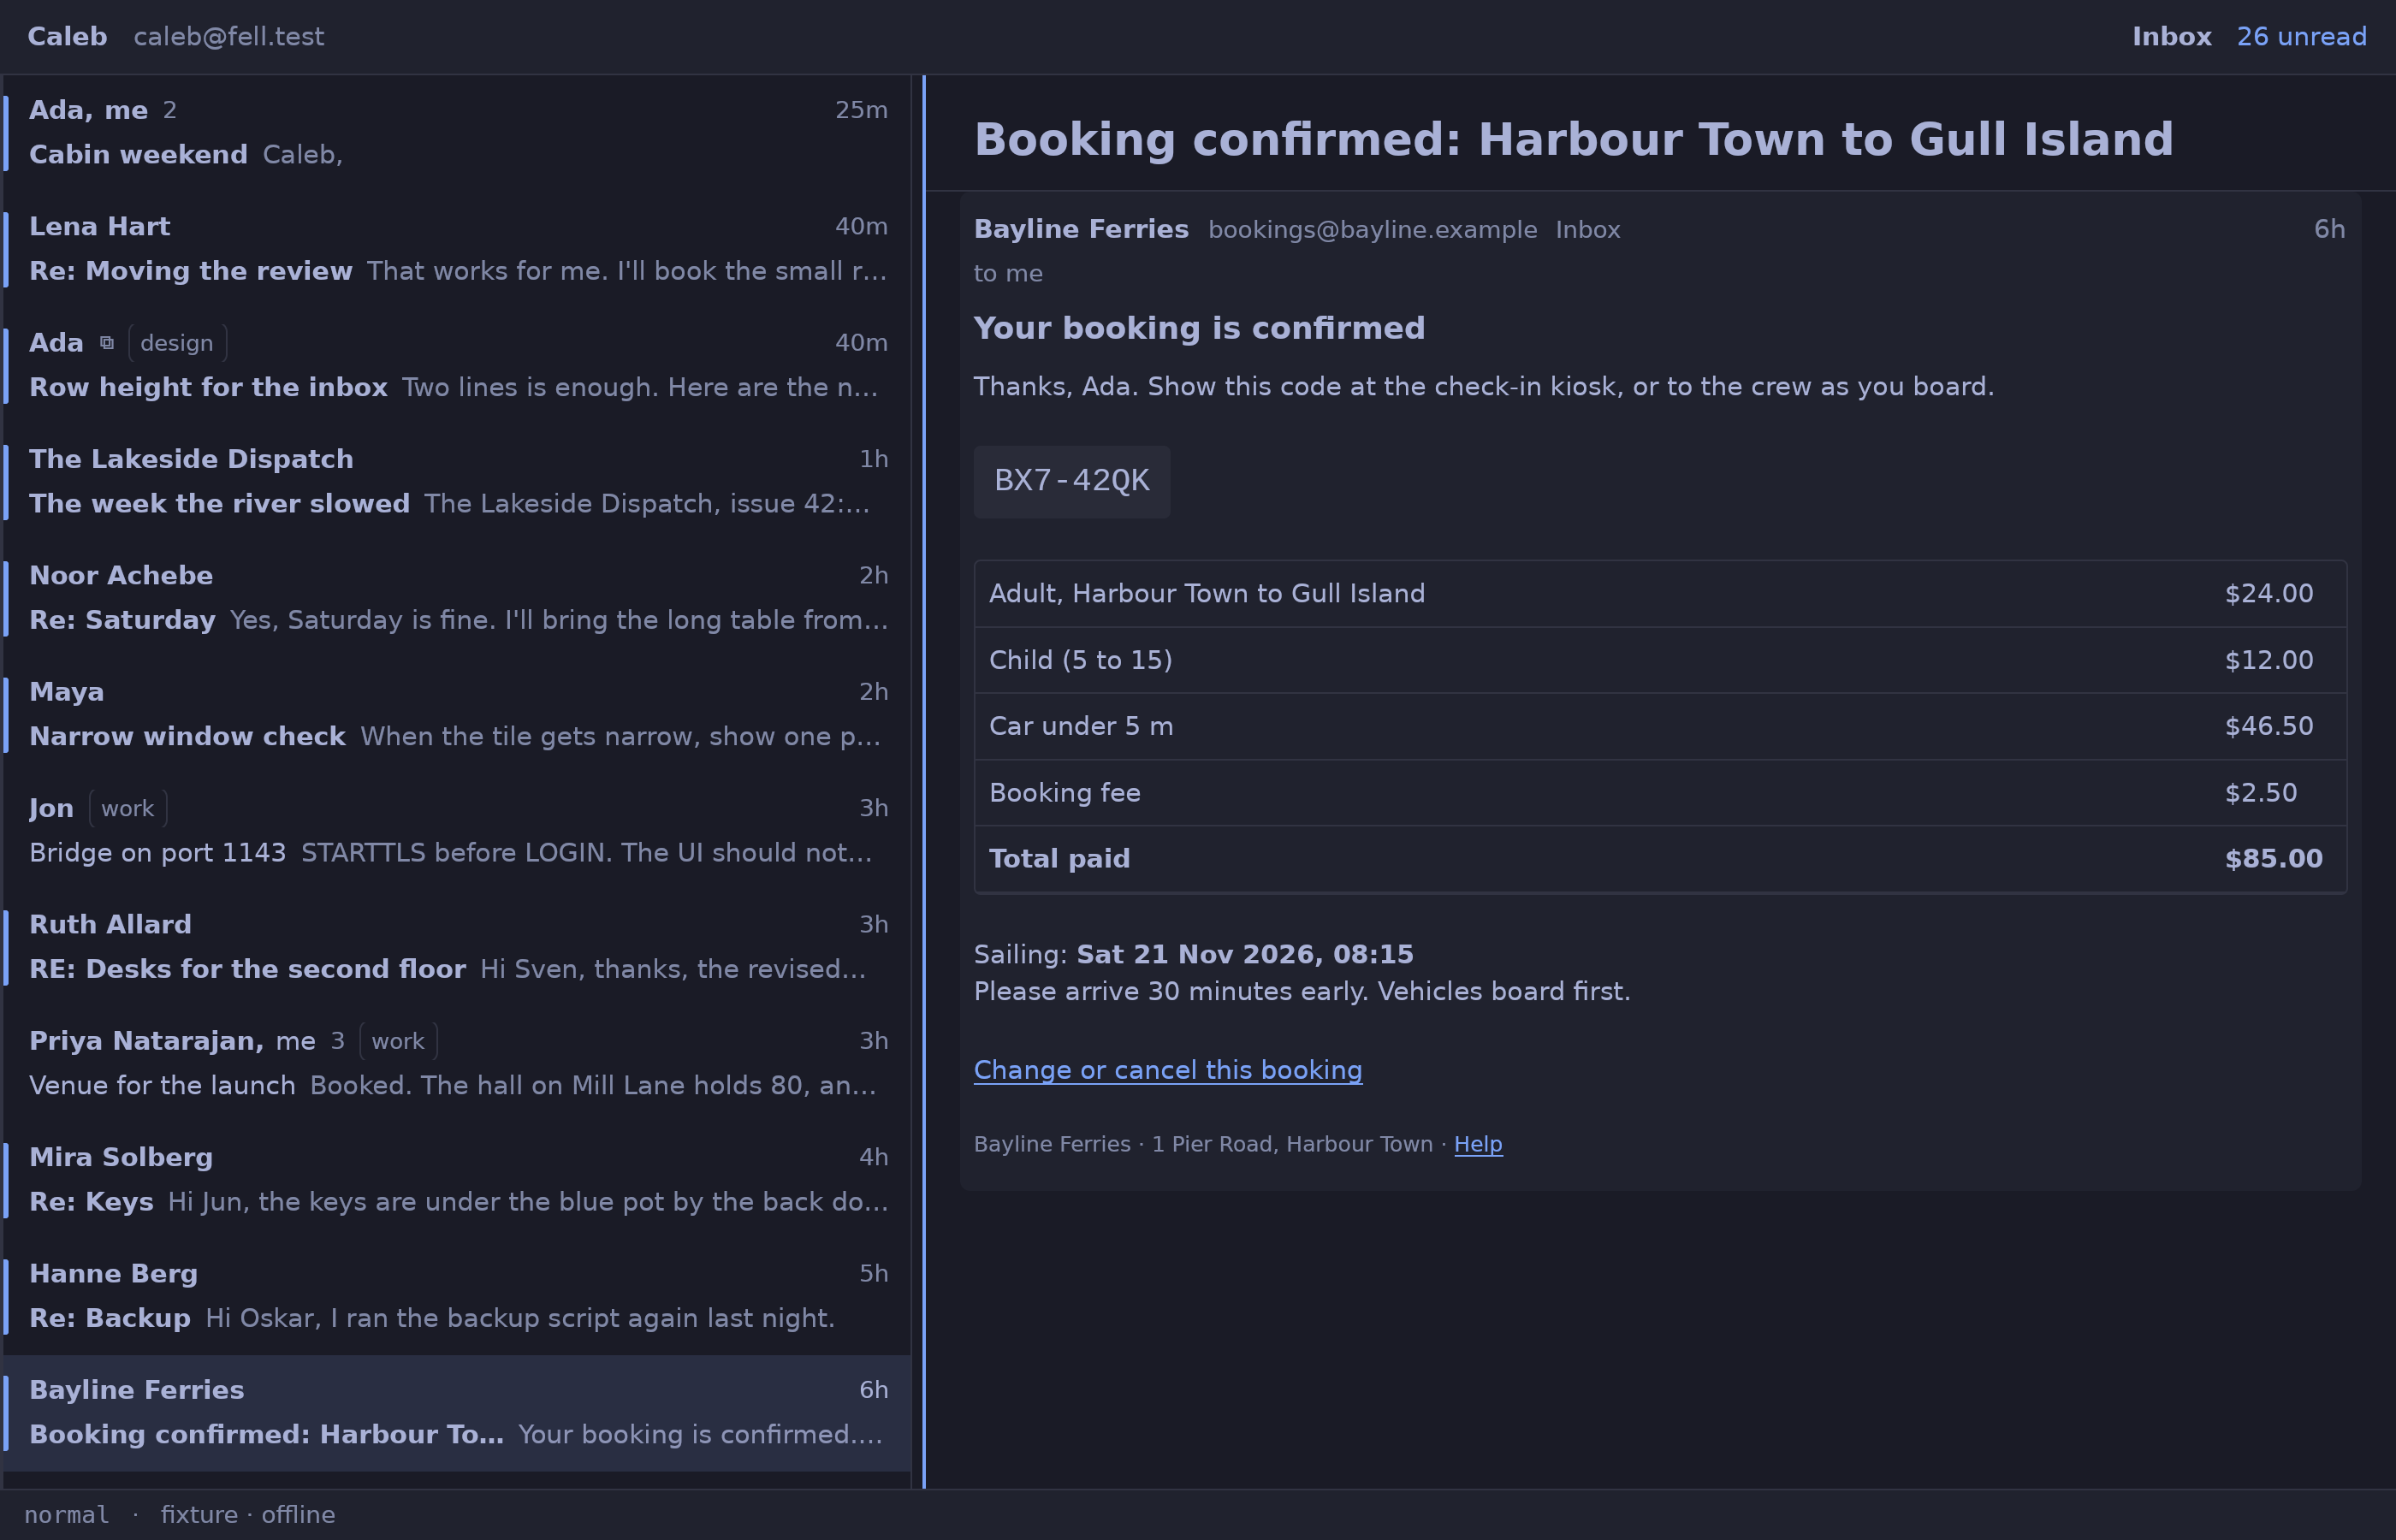 Caleb caleb@fell.test
Inbox 26 unread
Ada, me 2 25m
Cabin weekend Caleb,
Lena Hart 40m
Re: Moving the review That works for me. I'll book the small r…
Ada design 40m
Row height for the inbox Two lines is enough. Here are the n…
The Lakeside Dispatch 1h
The week the river slowed The Lakeside Dispatch, issue 42:…
Noor Achebe 2h
Re: Saturday Yes, Saturday is fine. I'll bring the long table from…
Maya 2h
Narrow window check When the tile gets narrow, show one p…
Jon work 3h
Bridge on port 1143 STARTTLS before LOGIN. The UI should not…
Ruth Allard 3h
RE: Desks for the second floor Hi Sven, thanks, the revised…
Priya Natarajan, me 3 work 3h
Venue for the launch Booked. The hall on Mill Lane holds 80, an…
Mira Solberg 4h
Re: Keys Hi Jun, the keys are under the blue pot by the back do…
Hanne Berg 5h
Re: Backup Hi Oskar, I ran the backup script again last night.
Bayline Ferries 6h
Booking confirmed: Harbour To… Your booking is confirmed.…
Booking confirmed: Harbour Town to Gull Island
Bayline Ferries bookings@bayline.example Inbox 6h
to me
Your booking is confirmed
Thanks, Ada. Show this code at the check-in kiosk, or to the crew as you board.
BX7-42QK
Adult, Harbour Town to Gull Island $24.00
Child (5 to 15) $12.00
Car under 5 m $46.50
Booking fee $2.50
Total paid $85.00
Sailing: Sat 21 Nov 2026, 08:15
Please arrive 30 minutes early. Vehicles board first.
Change or cancel this booking
Bayline Ferries · 1 Pier Road, Harbour Town · Help
normal · fixture · offline